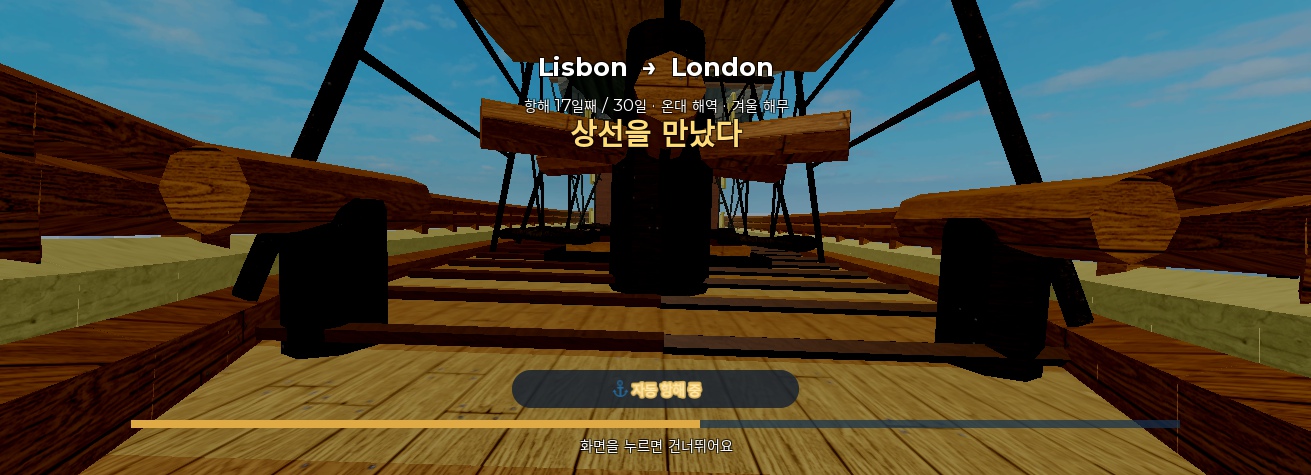 Lisbon → London
항해 17일째 / 30일 · 온대 해역 · 겨울 해무
상선을 만났다
⚓ 자동 항해 중
화면을 누르면 건너뛰어요